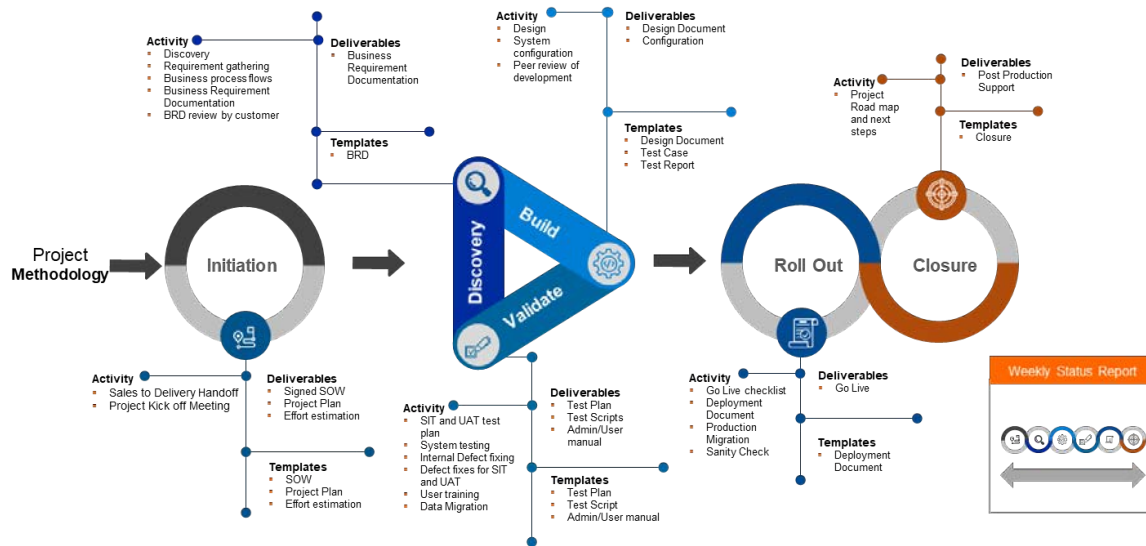 Project
Methodology
Initiation
Activity
Sales to Delivery Handoff
Project Kick off Meeting
Deliverables
Signed SOW
Project Plan
Effort estimation
Templates
SOW
Project Plan
Effort estimation
Activity
Discovery
Requirement gathering
Business process flows
Business Requirement
Documentation
BRD review by customer
Deliverables
Business
Requirement
Documentation
Templates
BRD
Discovery
Build
Validate
Activity
Design
System
configuration
Peer review of
development
Deliverables
Design Document
Configuration
Templates
Design Document
Test Case
Test Report
Activity
SIT and UAT test
plan
System testing
Internal Defect fixing
Defect fixes for SIT
and UAT
User training
Data Migration
Deliverables
Test Plan
Test Scripts
Admin/User
manual
Templates
Test Plan
Test Script
Admin/User manual
Roll Out
Activity
Go Live checklist
Deployment
Document
Production
Migration
Sanity Check
Deliverables
Go Live
Templates
Deployment
Document
Closure
Activity
Project
Road map
and next
steps
Deliverables
Post Production
Support
Templates
Closure
Weekly Status Report